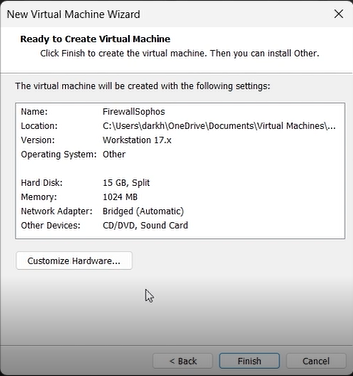 New Virtual Machine Wizard
Ready to Create Virtual Machine
Click Finish to create the virtual machine. Then you can install Other.
The virtual machine will be created with the following settings:
Name: FirewallSophos
Location: C:\Users\darkh\OneDrive\Documents\Virtual Machines\...
Version: Workstation 17.x
Operating System: Other
Hard Disk: 15 GB, Split
Memory: 1024 MB
Network Adapter: Bridged (Automatic)
Other Devices: CD/DVD, Sound Card
Customize Hardware...
< Back Finish Cancel